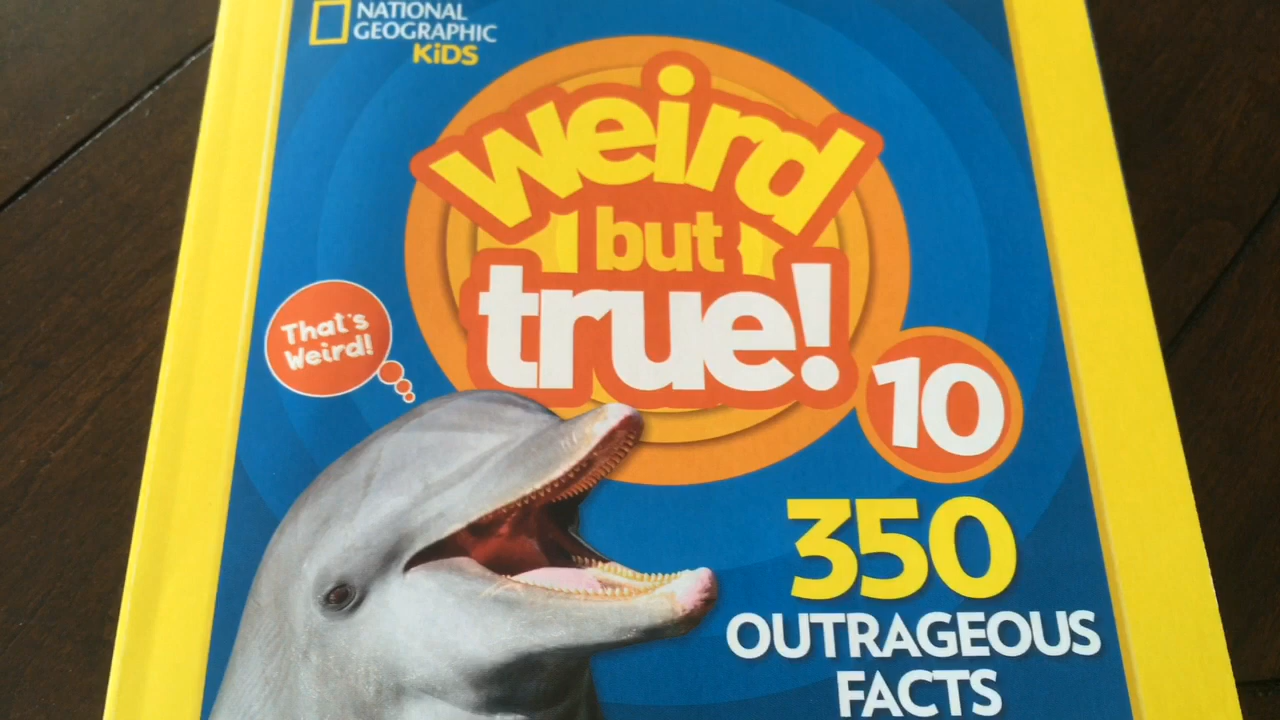 NATIONAL
GEOGRAPHIC
KiDS
weird
but
true!
That's
Weird!
10
350
OUTRAGEOUS
FACTS